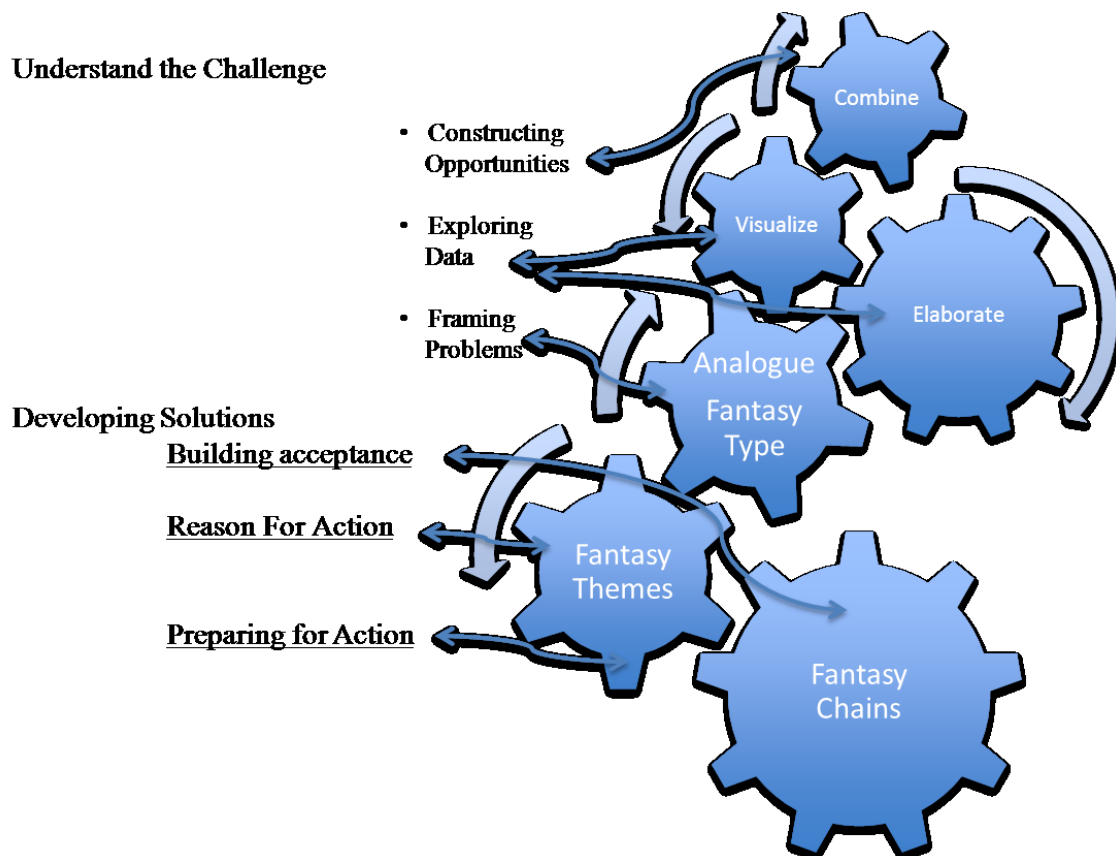 Understand the Challenge
• Constructing
Opportunities
• Exploring
Data
• Framing
Problems
Developing Solutions
Building acceptance
Reason For Action
Preparing for Action
Combine
Visualize
Elaborate
Analogue
Fantasy
Type
Fantasy
Themes
Fantasy
Chains